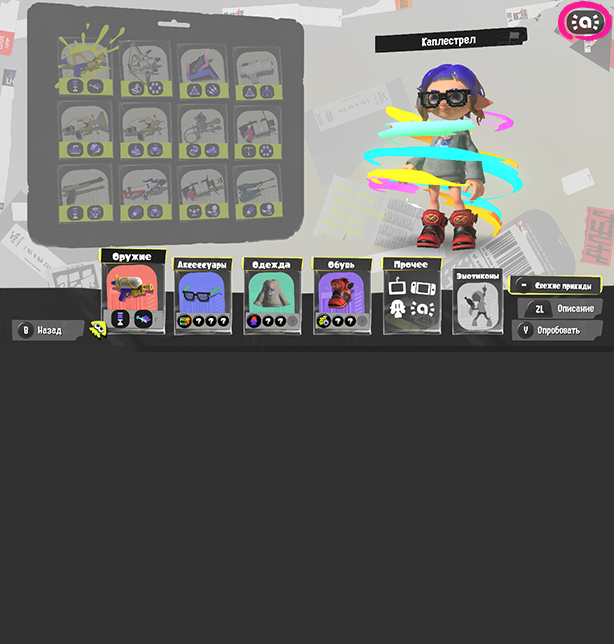 Каплестрел
Оружие
Аксессуары
Одежда
Обувь
Прочее
Эмотиконы
Свежие прикиды
ZL Описание
B Назад
Y Опробовать